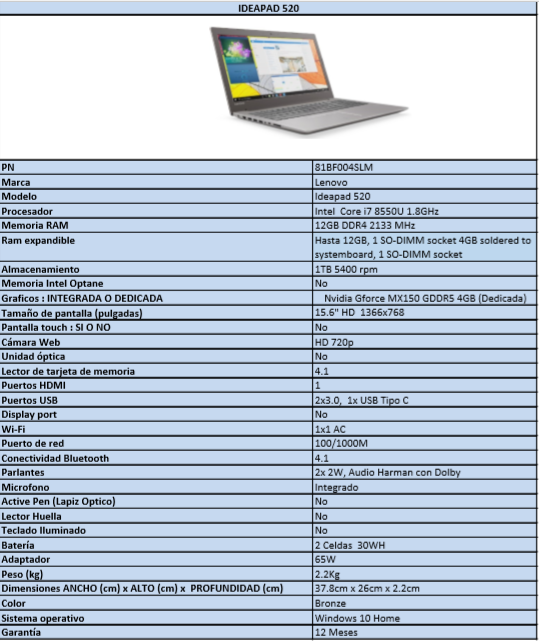 IDEAPAD 520
PN 81BF004SLM
Marca Lenovo
Modelo Ideapad 520
Procesador Intel Core i7 8550U 1.8GHz
Memoria RAM 12GB DDR4 2133 MHz
Ram expandible Hasta 12GB, 1 SO-DIMM socket 4GB soldered to
systemboard, 1 SO-DIMM socket
Almacenamiento 1TB 5400 rpm
Memoria Intel Optane No
Graficos : INTEGRADA O DEDICADA Nvidia Gforce MX150 GDDR5 4GB (Dedicada)
Tamaño de pantalla (pulgadas) 15.6" HD 1366x768
Pantalla touch : SI O NO No
Cámara Web HD 720p
Unidad óptica No
Lector de tarjeta de memoria 4.1
Puertos HDMI 1
Puertos USB 2x3.0, 1x USB Tipo C
Display port No
Wi-Fi 1x1 AC
Puerto de red 100/1000M
Conectividad Bluetooth 4.1
Parlantes 2x 2W, Audio Harman con Dolby
Microfono Integrado
Active Pen (Lapiz Optico) No
Lector Huella No
Teclado Iluminado No
Batería 2 Celdas 30WH
Adaptador 65W
Peso (kg) 2.2Kg
Dimensiones ANCHO (cm) x ALTO (cm) x PROFUNDIDAD (cm) 37.8cm x 26cm x 2.2cm
Color Bronze
Sistema operativo Windows 10 Home
Garantía 12 Meses